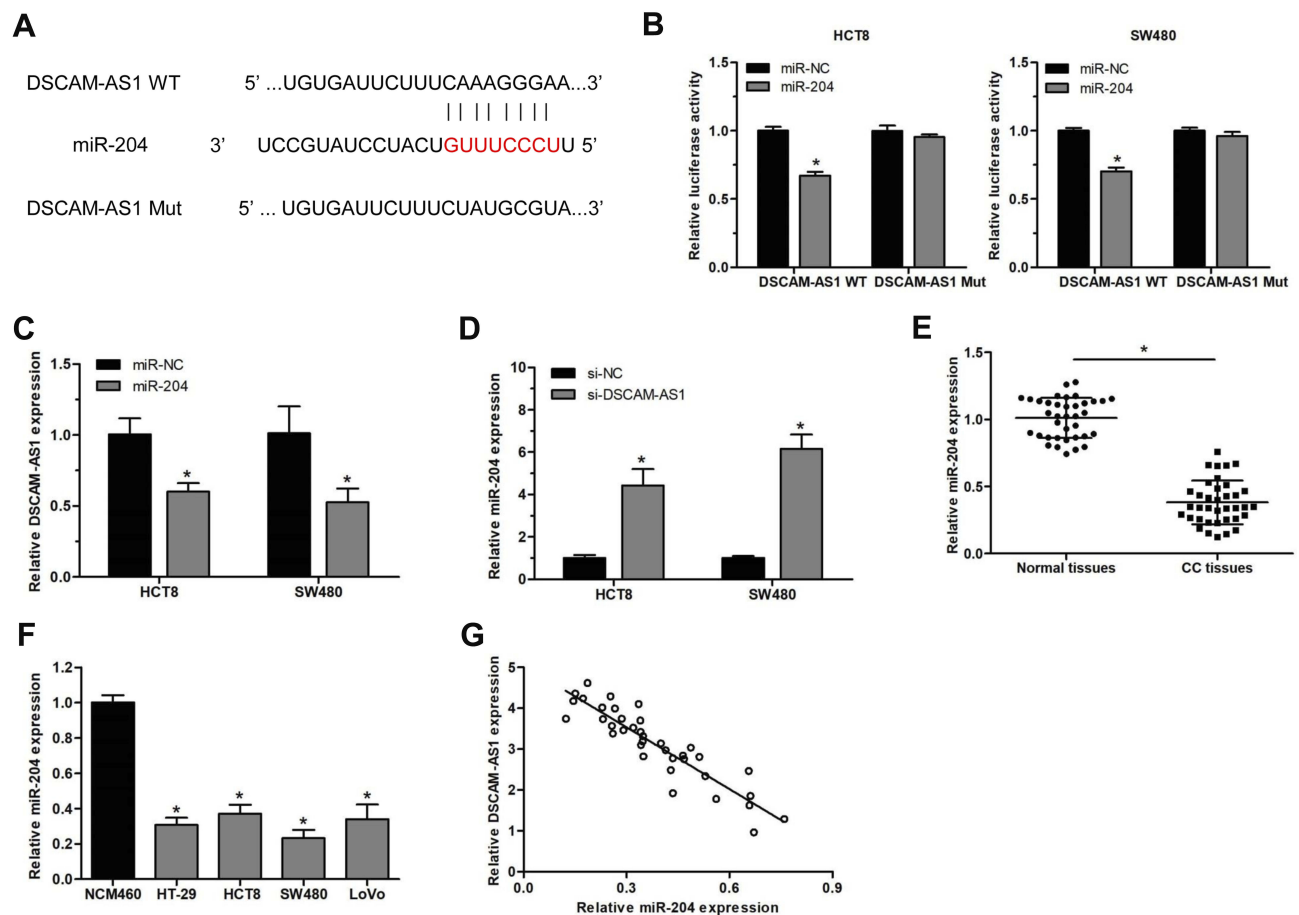 A
DSCAM-AS1 WT 5’ ...UGUGAUUCUUUCAAAGGGAA...3’
miR-204 3’ UCCGUAUCCUACUGUUUCCCUU 5’
DSCAM-AS1 Mut 5’ ... UGUGAUUCUUUCUAUGCGUA...3’
B
HCT8
miR-NC
miR-204
Relative luciferase activity
1.5
1.0
0.5
0.0
*
DSCAM-AS1 WT DSCAM-AS1 Mut
SW480
miR-NC
miR-204
Relative luciferase activity
1.5
1.0
0.5
0.0
*
DSCAM-AS1 WT DSCAM-AS1 Mut
C
miR-NC
miR-204
Relative DSCAM-AS1 expression
1.5
1.0
0.5
0.0
* *
HCT8 SW480
D
si-NC
si-DSCAM-AS1
Relative miR-204 expression
10
8
6
4
2
0
* *
HCT8 SW480
E
*
Relative miR-204 expression
1.5
1.0
0.5
0.0
Normal tissues CC tissues
F
Relative miR-204 expression
1.2
1.0
0.8
0.6
0.4
0.2
0.0
* * * *
NCM460 HT-29 HCT8 SW480 LoVo
G
Relative DSCAM-AS1 expression
5
4
3
2
1
0
0.0 0.3 0.6 0.9
Relative miR-204 expression